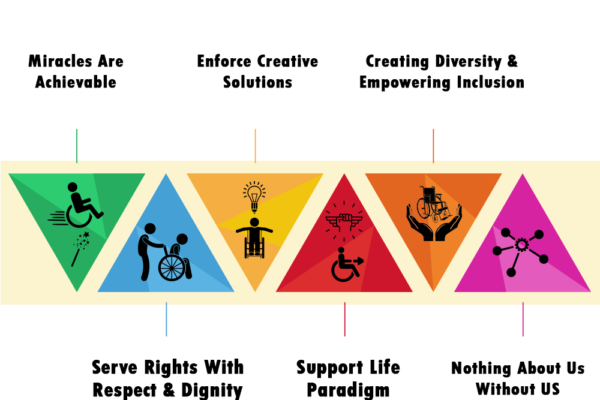 Miracles Are
Achievable
Enforce Creative
Solutions
Creating Diversity &
Empowering Inclusion
Serve Rights With
Respect & Dignity
Support Life
Paradigm
Nothing About Us
Without US